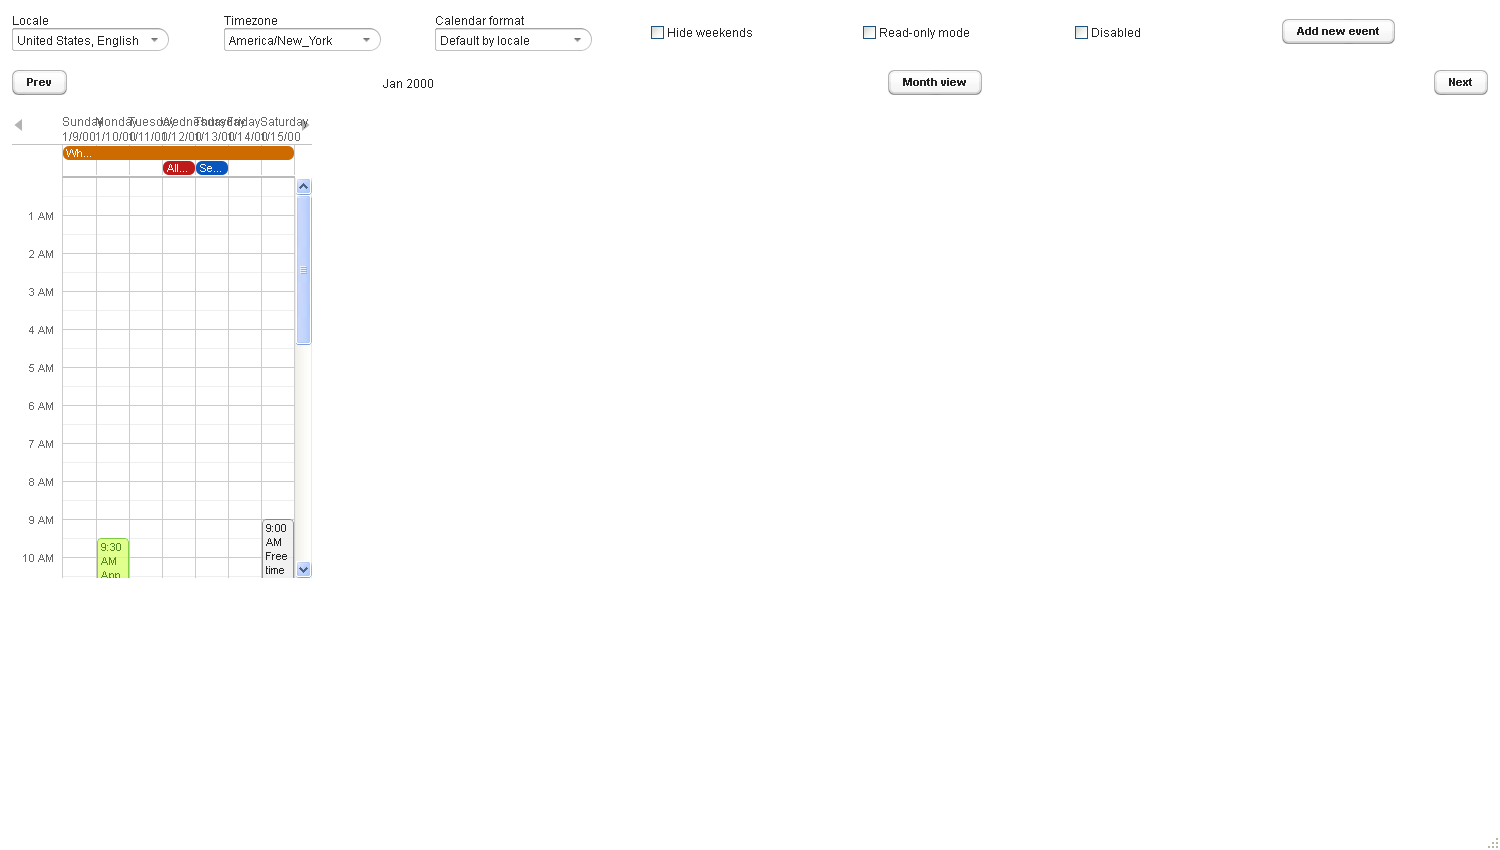 Locale
Timezone
Calendar format
United States, English
America/New_York
Default by locale
Hide weekends
Read-only mode
Disabled
Add new event
Prev
Jan 2000
Month view
Next
Sunday Monday Tuesday Wednesday Thursday Friday Saturday
1/9/00 1/10/00 1/11/00 1/12/00 1/13/00 1/14/00 1/15/00
Wh...
All... Se...
1 AM
2 AM
3 AM
4 AM
5 AM
6 AM
7 AM
8 AM
9 AM
10 AM
9:30
AM
App
9:00
AM
Free
time